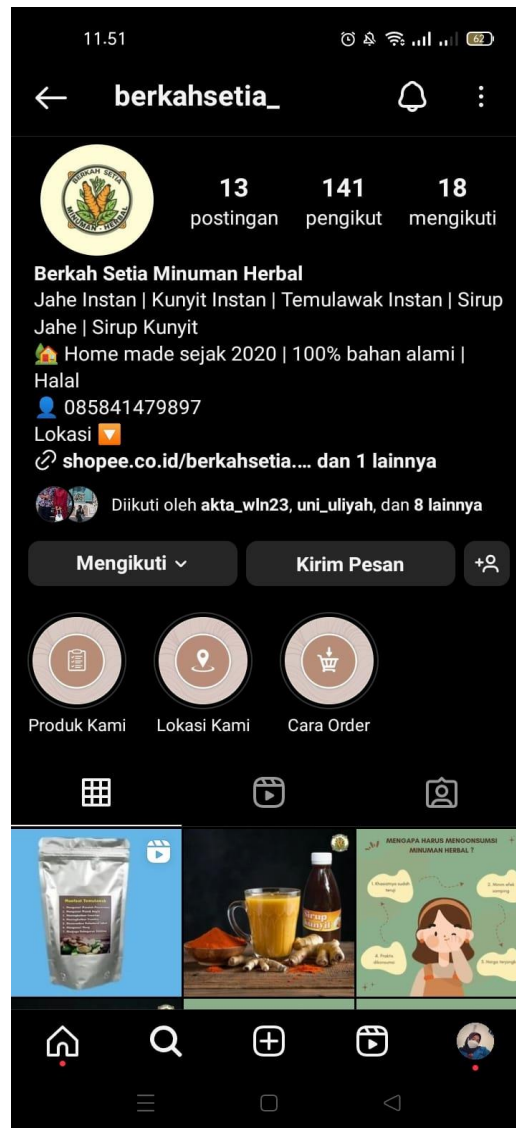 11.51
62
berkahsetia_
BERKAH SETIA
MINUMAN HERBAL
13 141 18
postingan pengikut mengikuti
Berkah Setia Minuman Herbal
Jahe Instan | Kunyit Instan | Temulawak Instan | Sirup
Jahe | Sirup Kunyit
🏡 Home made sejak 2020 | 100% bahan alami |
Halal
👤 085841479897
Lokasi 🔽
shopee.co.id/berkahsetia.... dan 1 lainnya
Diikuti oleh akta_wln23, uni_uliyah, dan 8 lainnya
Mengikuti Kirim Pesan
Produk Kami Lokasi Kami Cara Order
Manfaat Temulawak
MENGAPA HARUS MENGONSUMSI
MINUMAN HERBAL ?